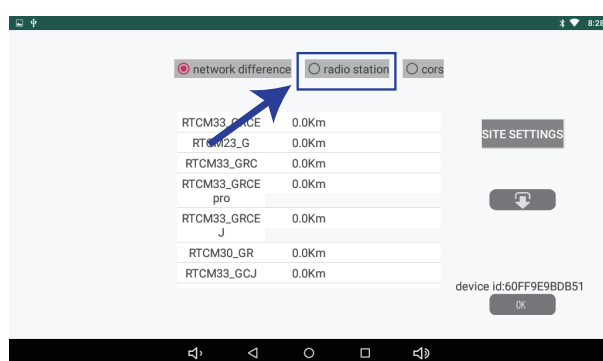 8:28
network difference radio station cors
RTCM33_GRCE 0.0Km
RTCM23_G 0.0Km
RTCM33_GRC 0.0Km
RTCM33_GRCE 0.0Km
pro
RTCM33_GRCE 0.0Km
J
RTCM30_GR 0.0Km
RTCM33_GCJ 0.0Km
SITE SETTINGS
device id:60FF9E9BDB51
OK